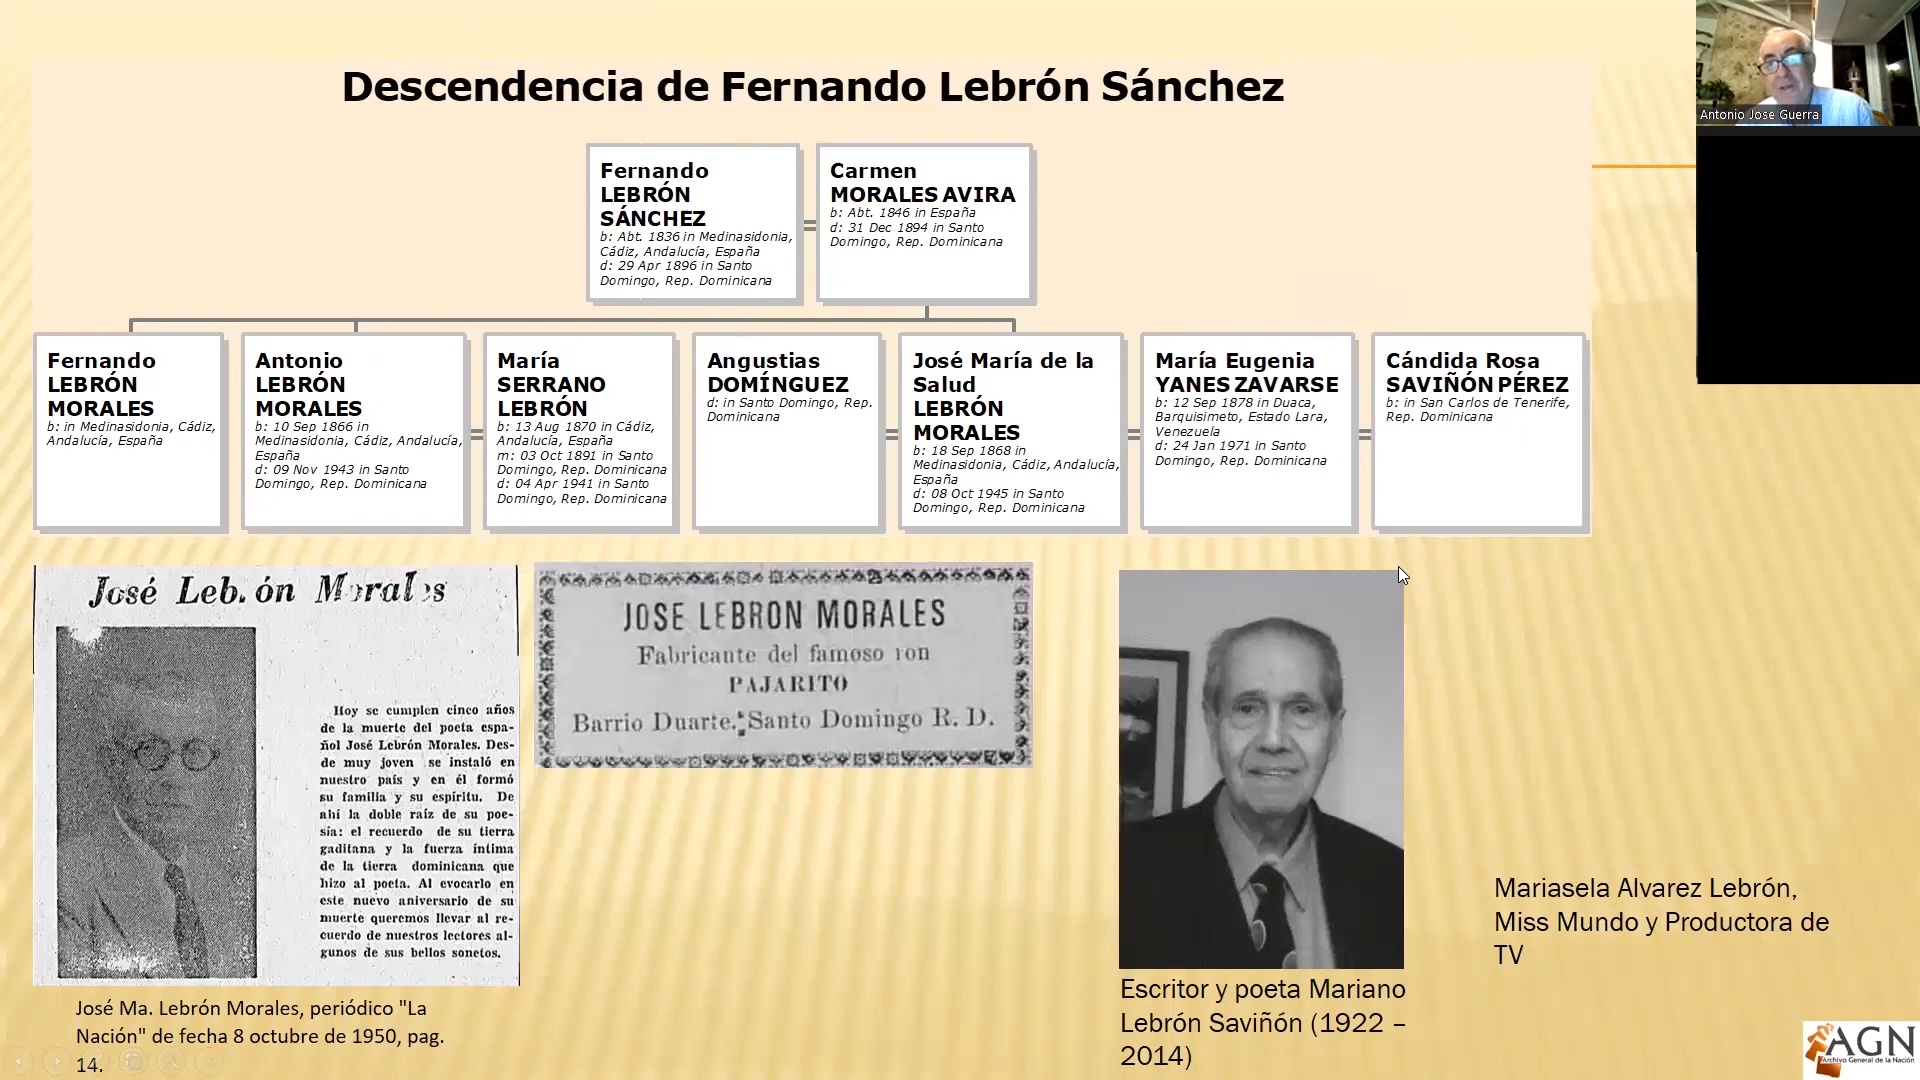 Descendencia de Fernando Lebrón Sánchez
Antonio Jose Guerra
Fernando
LEBRÓN
SÁNCHEZ
b: Abt. 1836 in Medinasidonia,
Cádiz, Andalucía, España
d: 29 Apr 1896 in Santo
Domingo, Rep. Dominicana
Carmen
MORALES AVIRA
b: Abt. 1846 in España
d: 31 Dec 1894 in Santo
Domingo, Rep. Dominicana
Fernando
LEBRÓN
MORALES
b: in Medinasidonia, Cádiz,
Andalucía, España
Antonio
LEBRÓN
MORALES
b: 10 Sep 1866 in
Medinasidonia, Cádiz, Andalucía,
España
d: 09 Nov 1943 in Santo
Domingo, Rep. Dominicana
María
SERRANO
LEBRÓN
b: 13 Aug 1870 in Cádiz,
Andalucía, España
m: 03 Oct 1891 in Santo
Domingo, Rep. Dominicana
d: 04 Apr 1941 in Santo
Domingo, Rep. Dominicana
Angustias
DOMÍNGUEZ
d: in Santo Domingo, Rep.
Dominicana
José María de la
Salud
LEBRÓN
MORALES
b: 18 Sep 1868 in
Medinasidonia, Cádiz, Andalucía,
España
d: 08 Oct 1945 in Santo
Domingo, Rep. Dominicana
María Eugenia
YANES ZAVARSE
b: 12 Sep 1878 in Duaca,
Barquisimeto, Estado Lara,
Venezuela
d: 24 Jan 1971 in Santo
Domingo, Rep. Dominicana
Cándida Rosa
SAVIÑÓN PÉREZ
b: in San Carlos de Tenerife,
Rep. Dominicana
José Lebrón Morales
Hoy se cumplen cinco años
de la muerte del poeta espa-
ñol José Lebrón Morales. Des-
de muy joven se instaló en
nuestro país y en él formó
su familia y su espíritu. De
ahí la doble raíz de su poe-
sía: el recuerdo de su tierra
gaditana y la fuerza íntima
de la tierra dominicana que
hizo al poeta. Al evocarlo en
este nuevo aniversario de su
muerte queremos llevar al re-
cuerdo de nuestros lectores al-
gunos de sus bellos sonetos.
José Ma. Lebrón Morales, periódico "La
Nación" de fecha 8 octubre de 1950, pag.
14.
JOSE LEBRON MORALES
Fabricante del famoso ron
PAJARITO
Barrio Duarte. Santo Domingo R. D.
Escritor y poeta Mariano
Lebrón Saviñón (1922 –
2014)
Mariasela Alvarez Lebrón,
Miss Mundo y Productora de
TV
AGN
Archivo General de la Nación